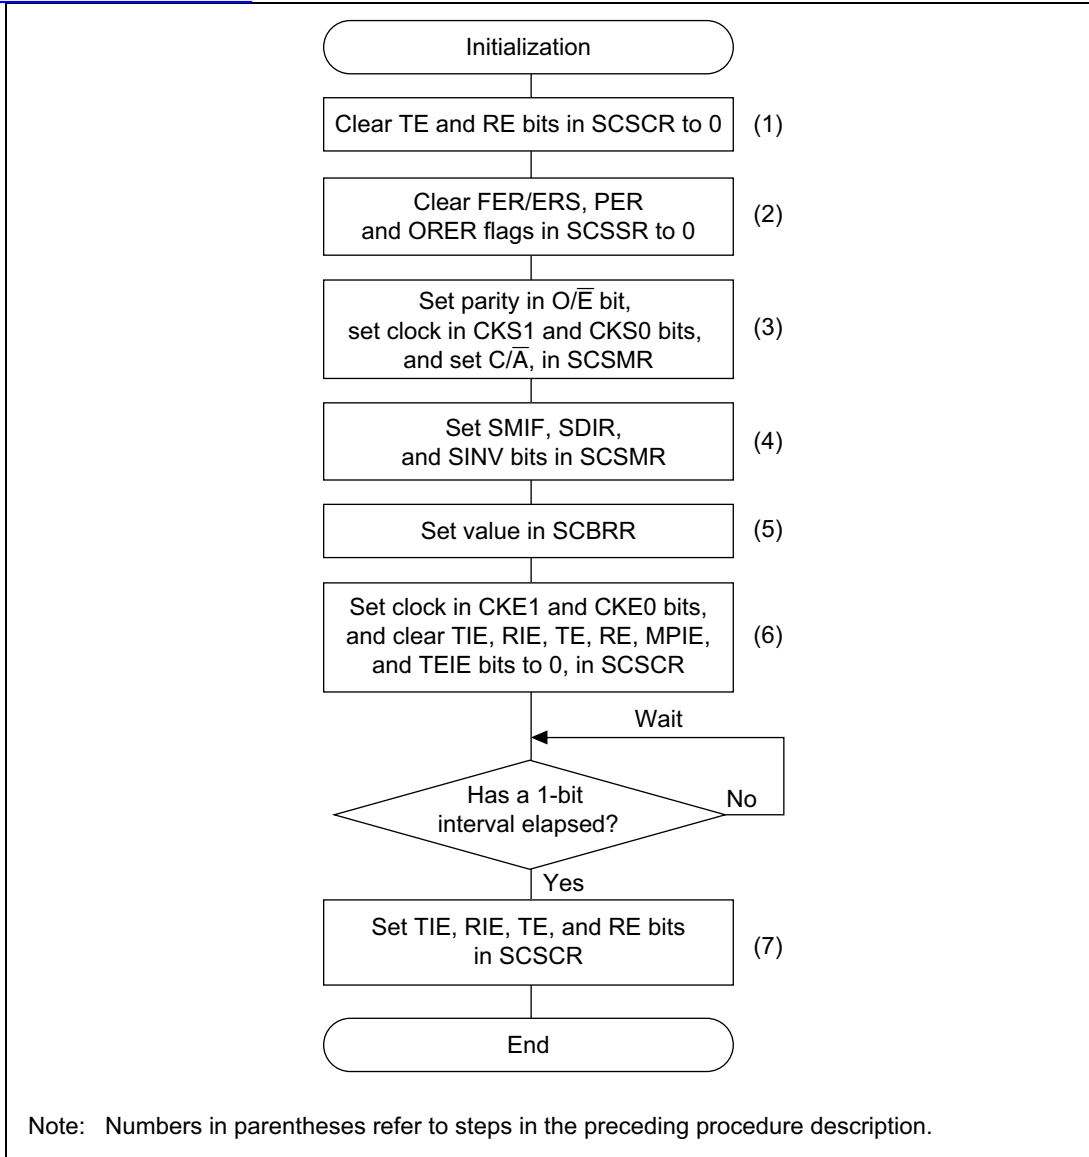 Initialization
Clear TE and RE bits in SCSCR to 0 (1)
Clear FER/ERS, PER
and ORER flags in SCSSR to 0
(2)
Set parity in O/E̅ bit,
set clock in CKS1 and CKS0 bits,
and set C/A̅, in SCSMR
(3)
Set SMIF, SDIR,
and SINV bits in SCSMR
(4)
Set value in SCBRR (5)
Set clock in CKE1 and CKE0 bits,
and clear TIE, RIE, TE, RE, MPIE,
and TEIE bits to 0, in SCSCR
(6)
Wait
Has a 1-bit
interval elapsed?
No
Yes
Set TIE, RIE, TE, and RE bits
in SCSCR
(7)
End
Note: Numbers in parentheses refer to steps in the preceding procedure description.